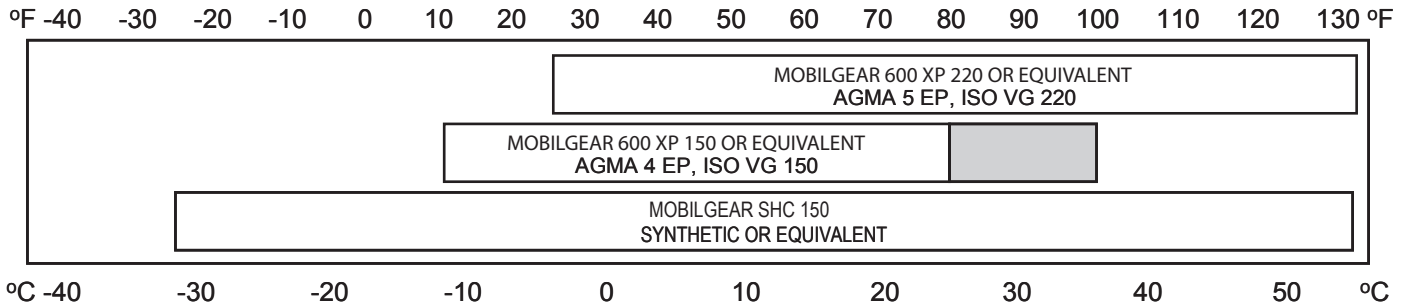 ºF -40 -30 -20 -10 0 10 20 30 40 50 60 70 80 90 100 110 120 130 ºF
MOBILGEAR 600 XP 220 OR EQUIVALENT
AGMA 5 EP, ISO VG 220
MOBILGEAR 600 XP 150 OR EQUIVALENT
AGMA 4 EP, ISO VG 150
MOBILGEAR SHC 150
SYNTHETIC OR EQUIVALENT
ºC -40 -30 -20 -10 0 10 20 30 40 50 ºC